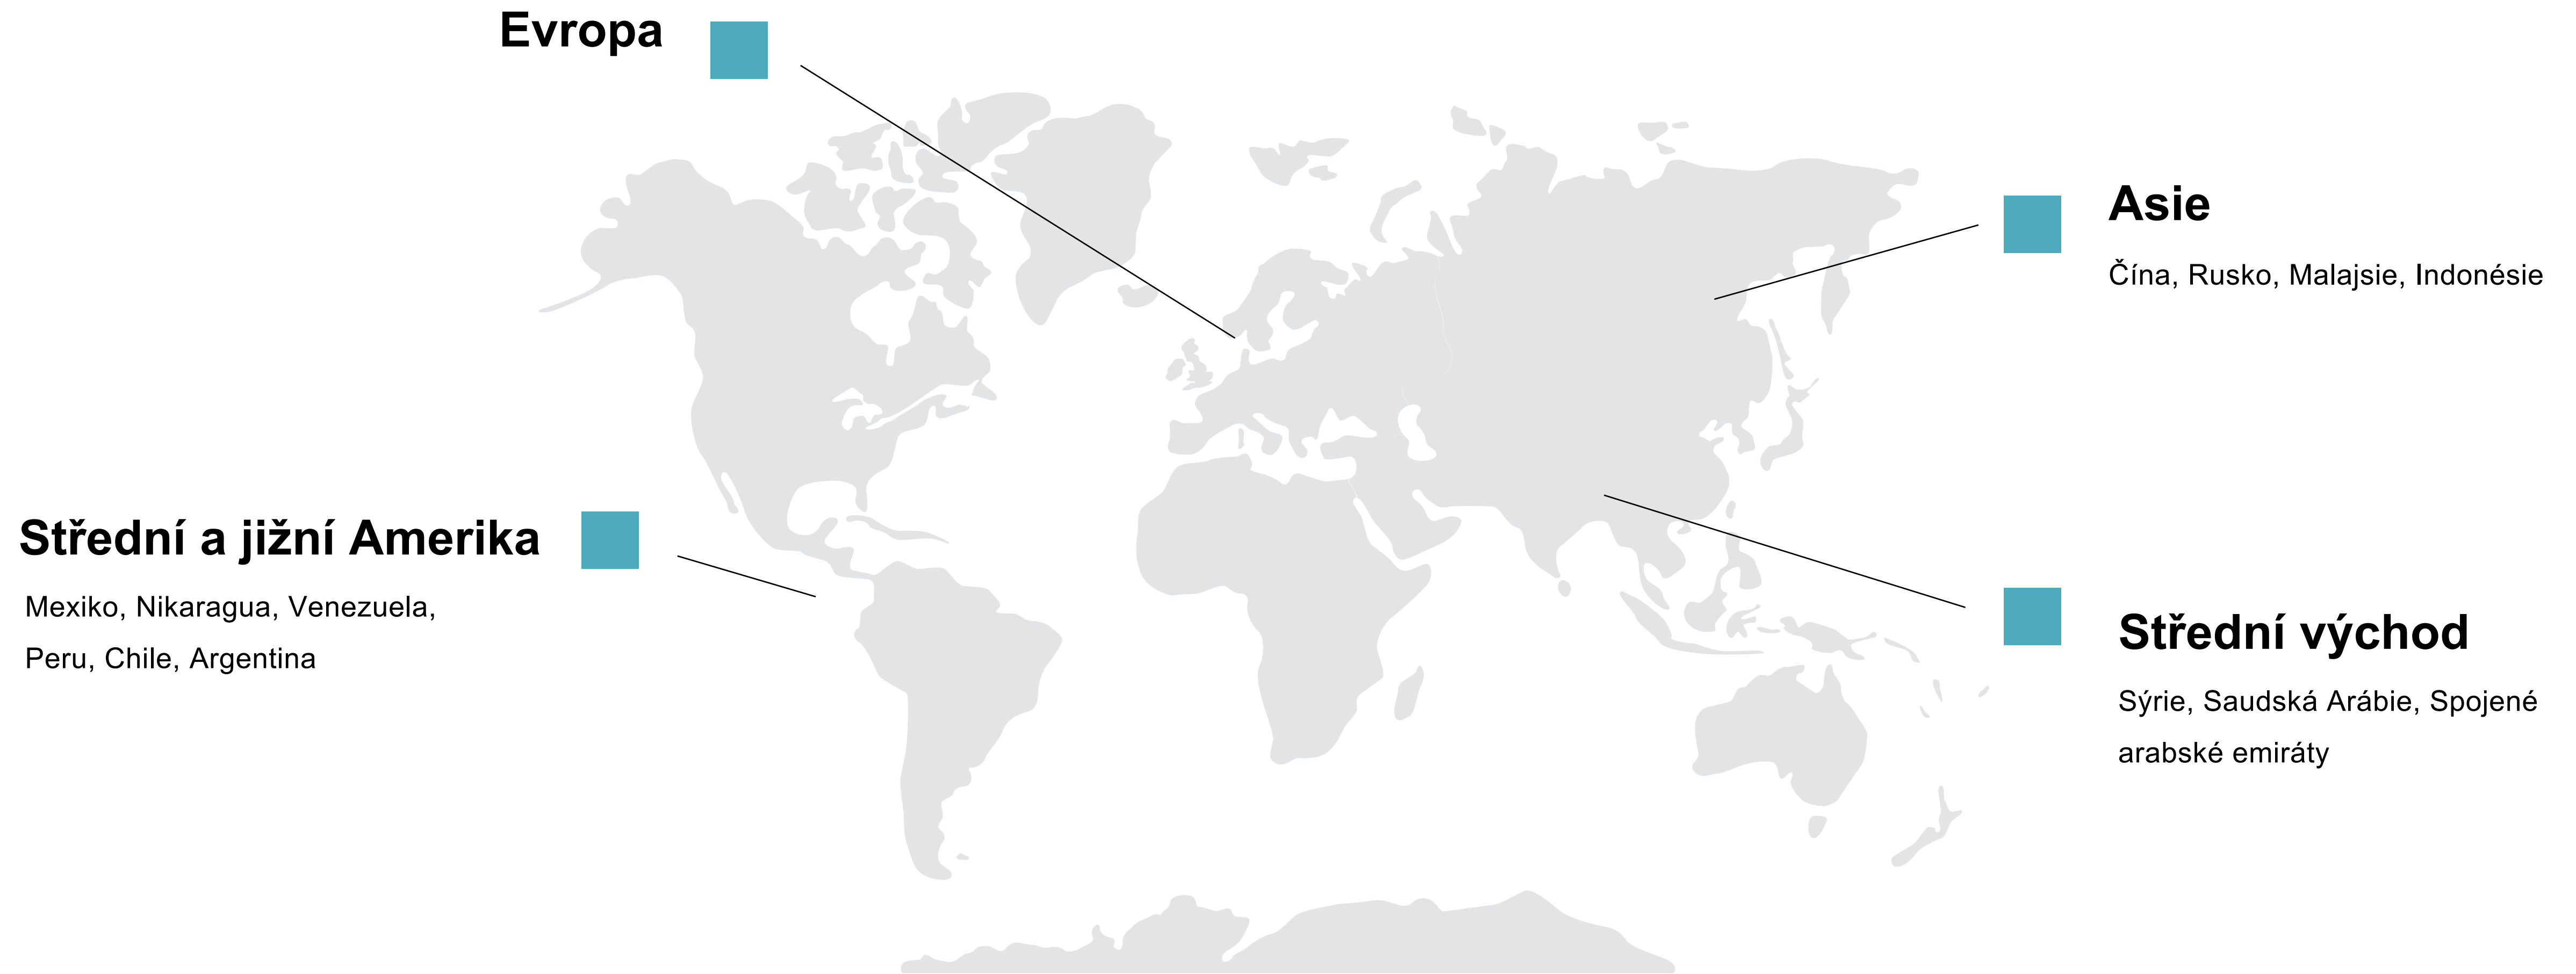 Evropa
Asie
Čína, Rusko, Malajsie, Indonésie
Střední a jižní Amerika
Mexiko, Nikaragua, Venezuela,
Peru, Chile, Argentina
Střední východ
Sýrie, Saudská Arábie, Spojené
arabské emiráty